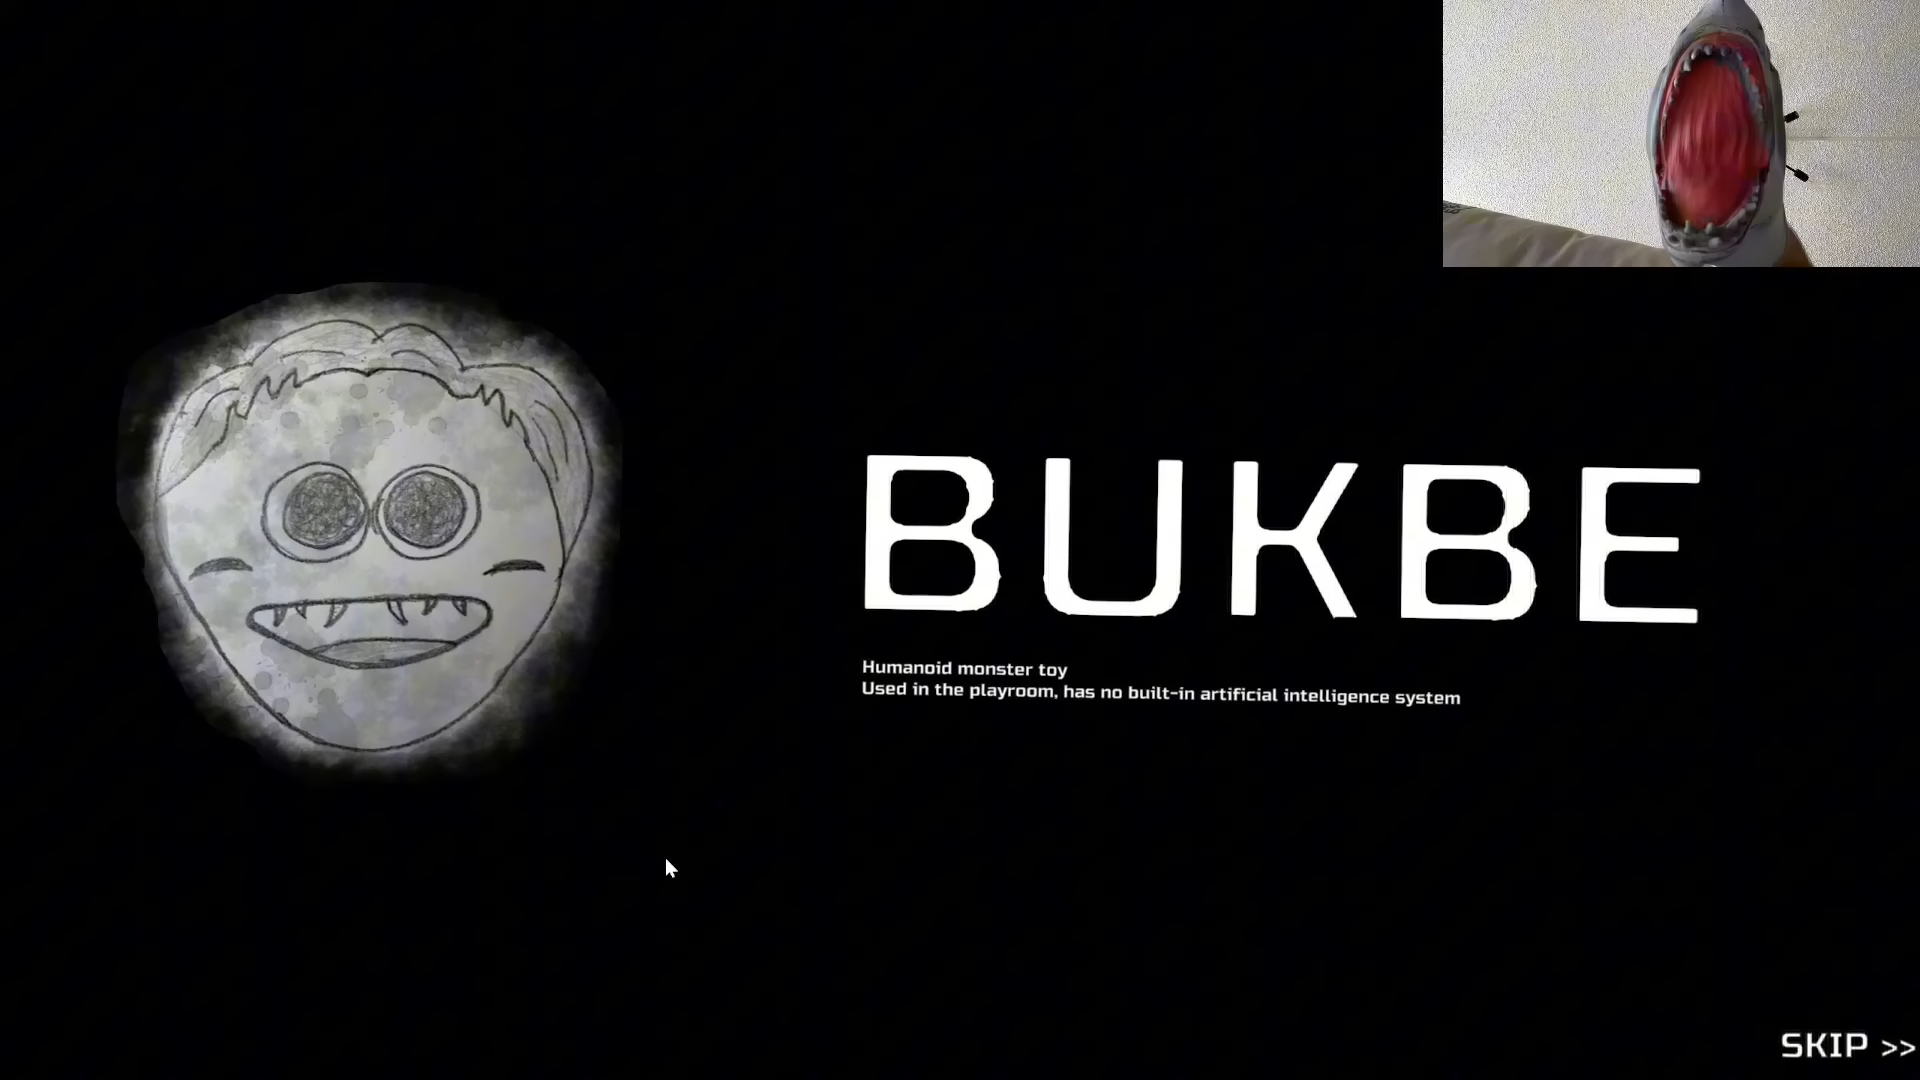 BUKBE
Humanoid monster toy
Used in the playroom, has no built-in artificial intelligence system
SKIP >>